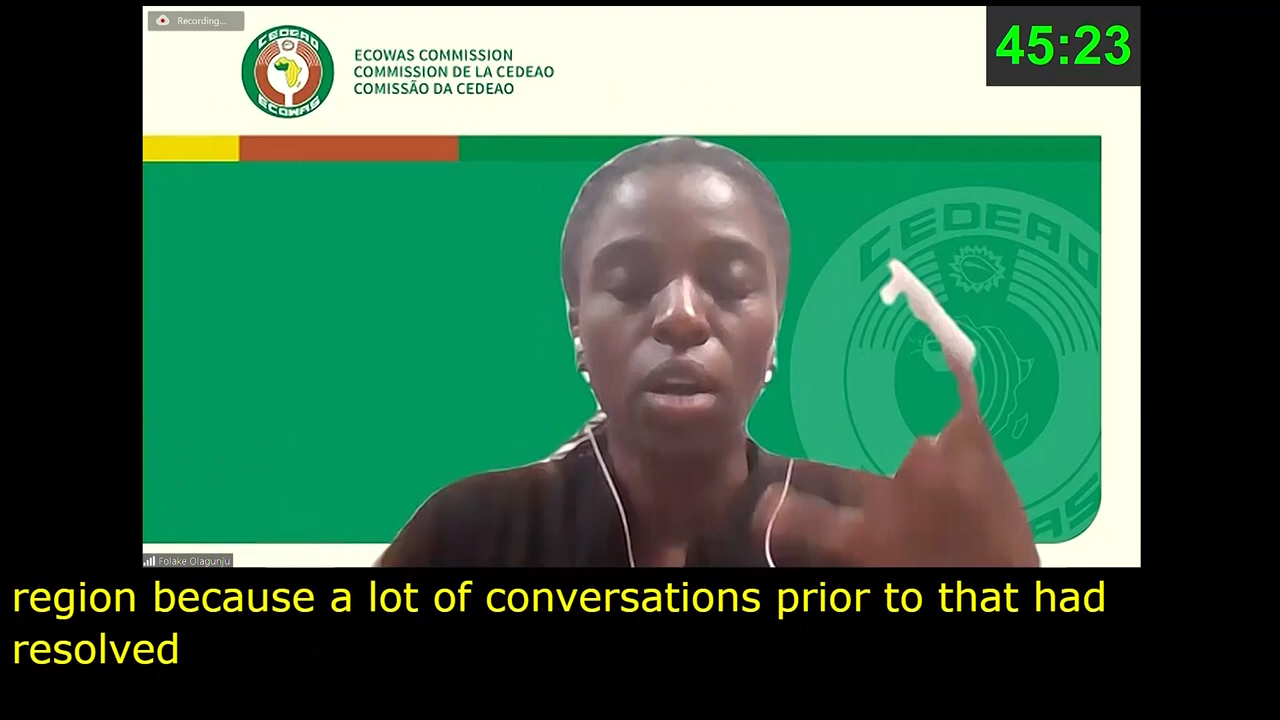 Recording...
45:23
CEDEAO
ECOWAS
ECOWAS COMMISSION
COMMISSION DE LA CEDEAO
COMISSÃO DA CEDEAO
CEDEAO
AS
Folake Olagunju
region because a lot of conversations prior to that had
resolved